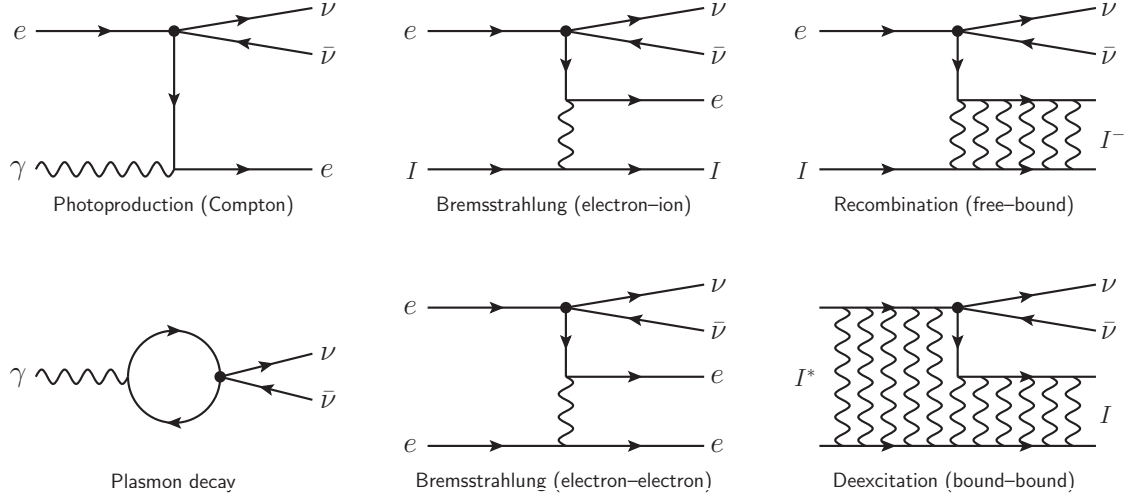 e ν e ν e ν
ν̄ ν̄ ν̄
e I⁻
γ e I I I
Photoproduction (Compton) Bremsstrahlung (electron–ion) Recombination (free–bound)
e ν ν
ν̄ ν̄
γ ν ν̄ e I* I
e e
Plasmon decay Bremsstrahlung (electron–electron) Deexcitation (bound–bound)